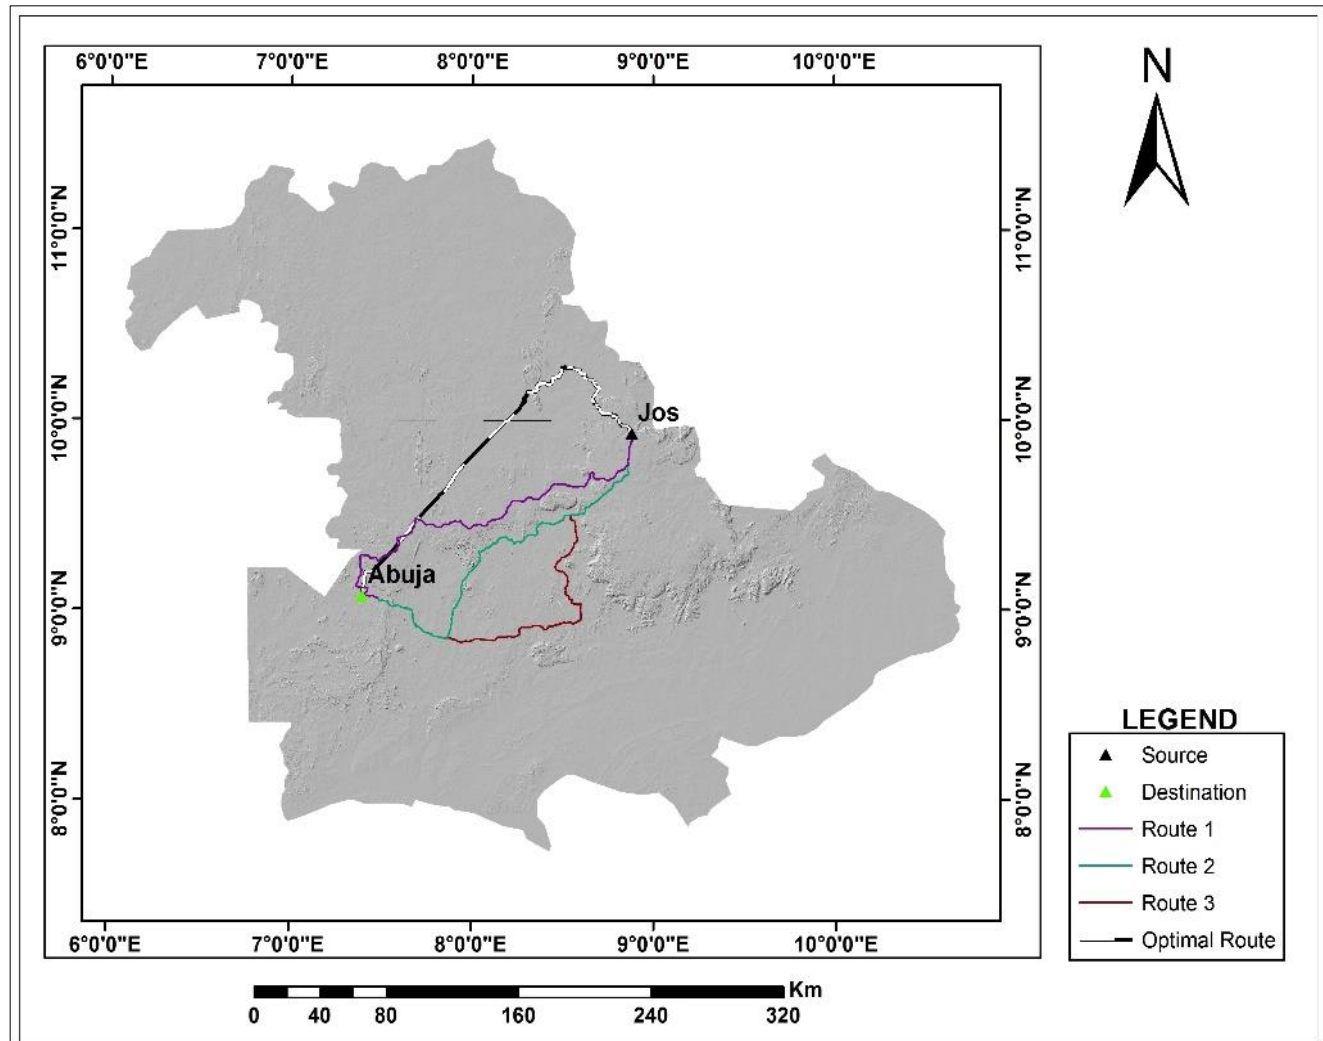 6°0'0"E 7°0'0"E 8°0'0"E 9°0'0"E 10°0'0"E
N
11°0'0"N 11°0'0"N
10°0'0"N 10°0'0"N
Jos
Abuja
9°0'0"N 9°0'0"N
8°0'0"N 8°0'0"N
6°0'0"E 7°0'0"E 8°0'0"E 9°0'0"E 10°0'0"E
LEGEND
Source
Destination
Route 1
Route 2
Route 3
Optimal Route
Km
0 40 80 160 240 320